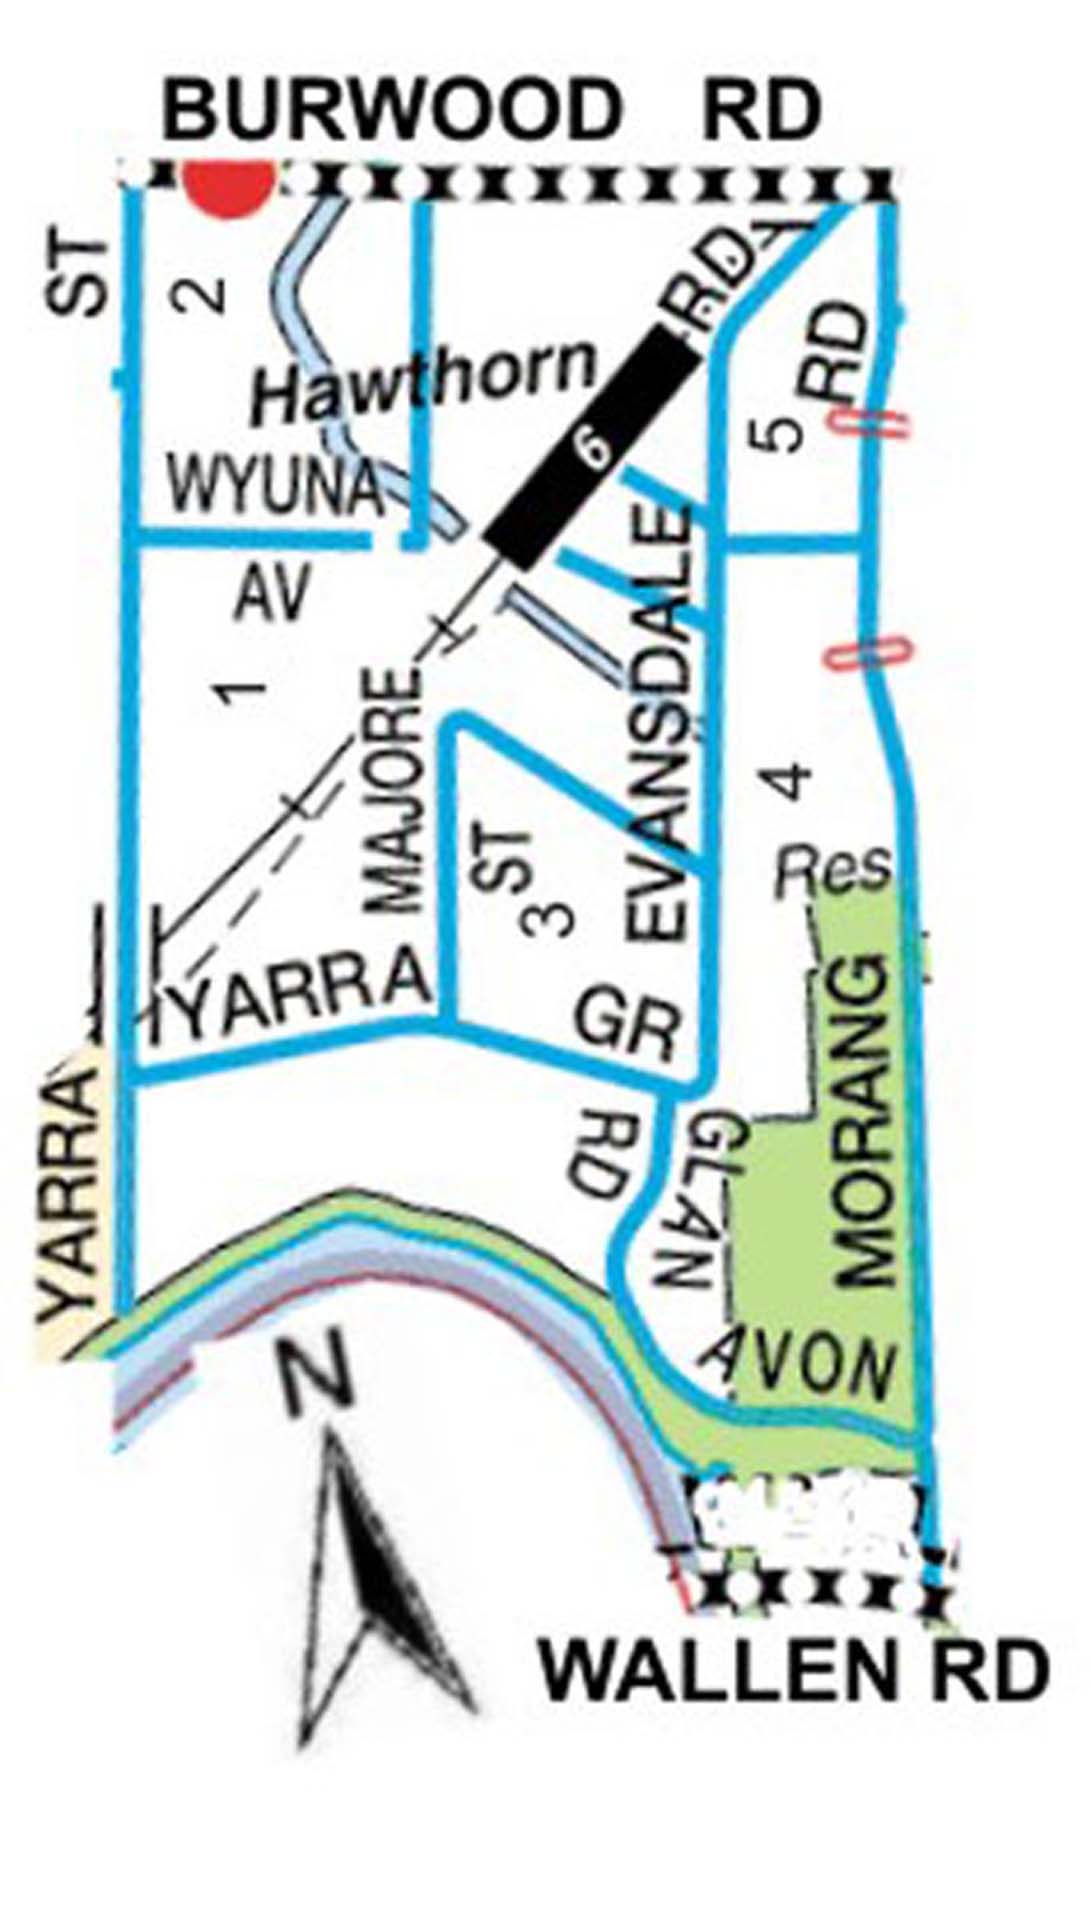 BURWOOD RD
ST
2
RD
RD
Hawthorn
5
6
WYUNA
AV
EVANSDALE
1
MAJORE
ST
4
Res
3
YARRA
GR
MORANG
YARRA
RD
GLAN
AVON
N
WALLEN RD